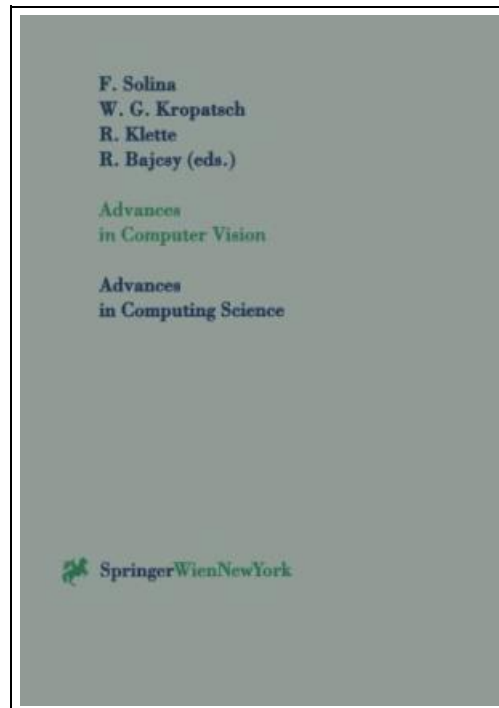 F. Solina
W. G. Kropatsch
R. Klette
R. Bajcsy (eds.)
Advances
in Computer Vision
Advances
in Computing Science
SpringerWienNewYork